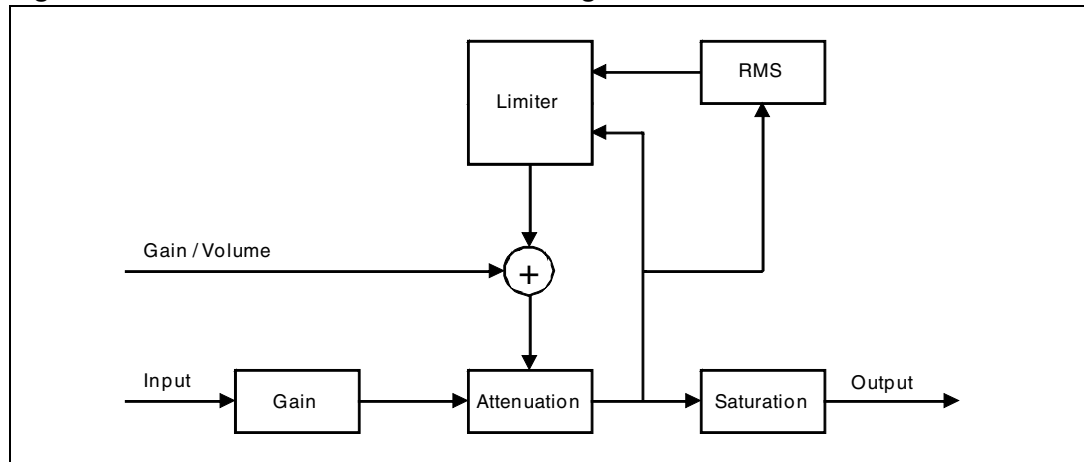 RMS
Limiter
Gain / Volume
+
Input
Gain
Attenuation
Saturation
Output